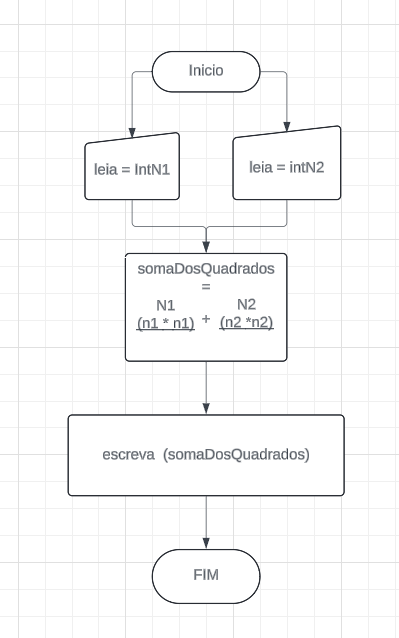 Inicio
leia = IntN1
leia = intN2
somaDosQuadrados
=
N1 N2
(n1 * n1) + (n2 *n2)
escreva (somaDosQuadrados)
FIM